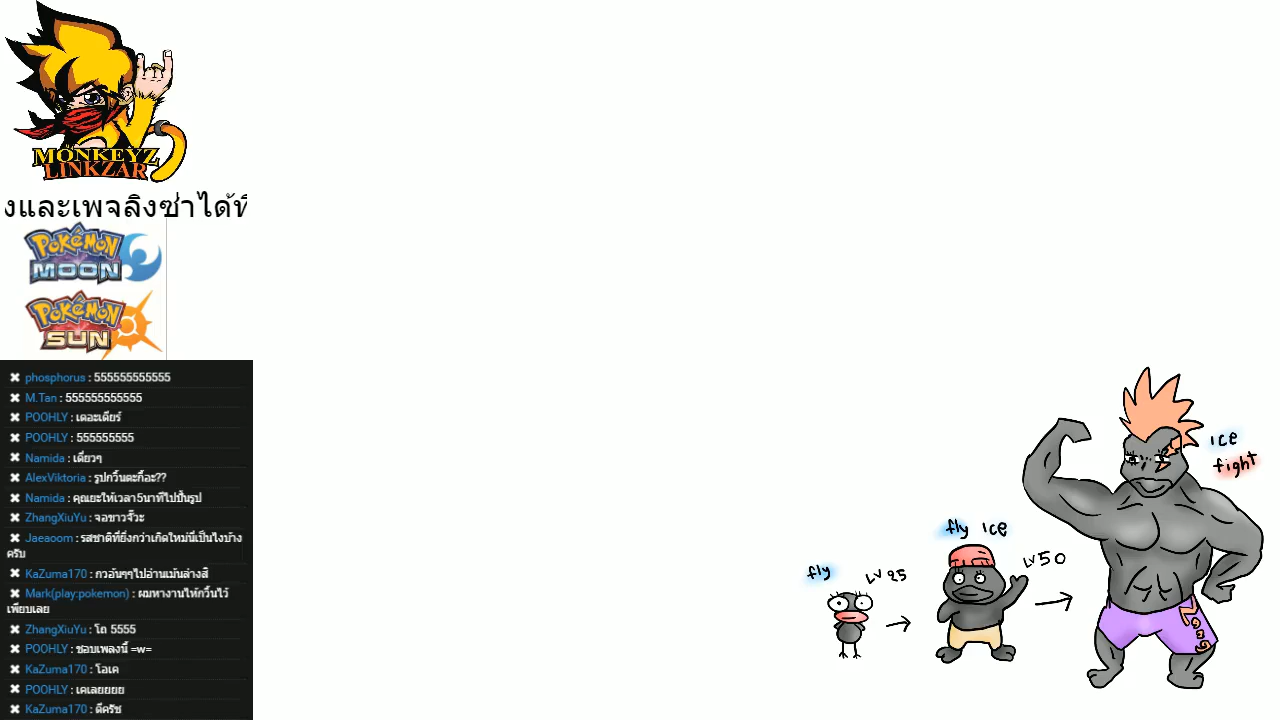 MONKEYZ
LINKZAR
งและเพจลิงซ่าได้ที่
POKéMON
MOON
POKéMON
SUN
✖ phosphorus : 555555555555
✖ M.Tan : 555555555555
✖ POOHLY : เดอะเดียร์
✖ POOHLY : 555555555
✖ Namida : เดี๋ยวๆ
✖ AlexViktoria : รูปกวิ้นตะกี้อะ??
✖ Namida : คุณยะให้เวลา5นาทีไปปั้นรูป
✖ ZhangXiuYu : จอขาวจั๊วะ
✖ Jaeaoom : รสชาติที่ยิ่งกว่าเกิดใหม่นี่เป็นไงบ้าง
ครับ
✖ KaZuma170 : กวอันๆๆไปอ่านเม้นล่างสิ
✖ Mark(play:pokemon) : ผมหางานให้กวิ้นไว้
เพียบเลย
✖ ZhangXiuYu : โถ 5555
✖ POOHLY : ชอบเพลงนี้ =w=
✖ KaZuma170 : โอเค
✖ POOHLY : เคเลยยยย
✖ KaZuma170 : ดีครัช
ice
fight
fly ice
fly
LV 25
LV 50